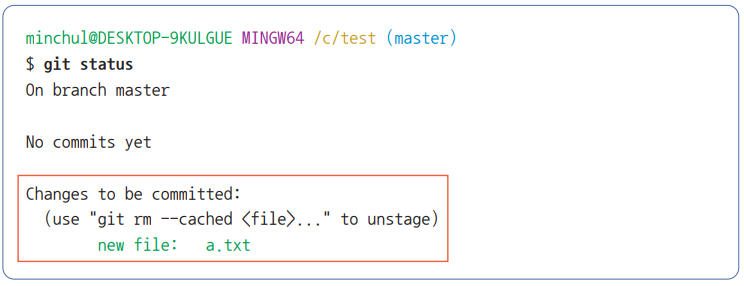 minchul@DESKTOP-9KULGUE MINGW64 /c/test (master)
$ git status
On branch master
No commits yet
Changes to be committed:
(use "git rm --cached <file>..." to unstage)
new file: a.txt